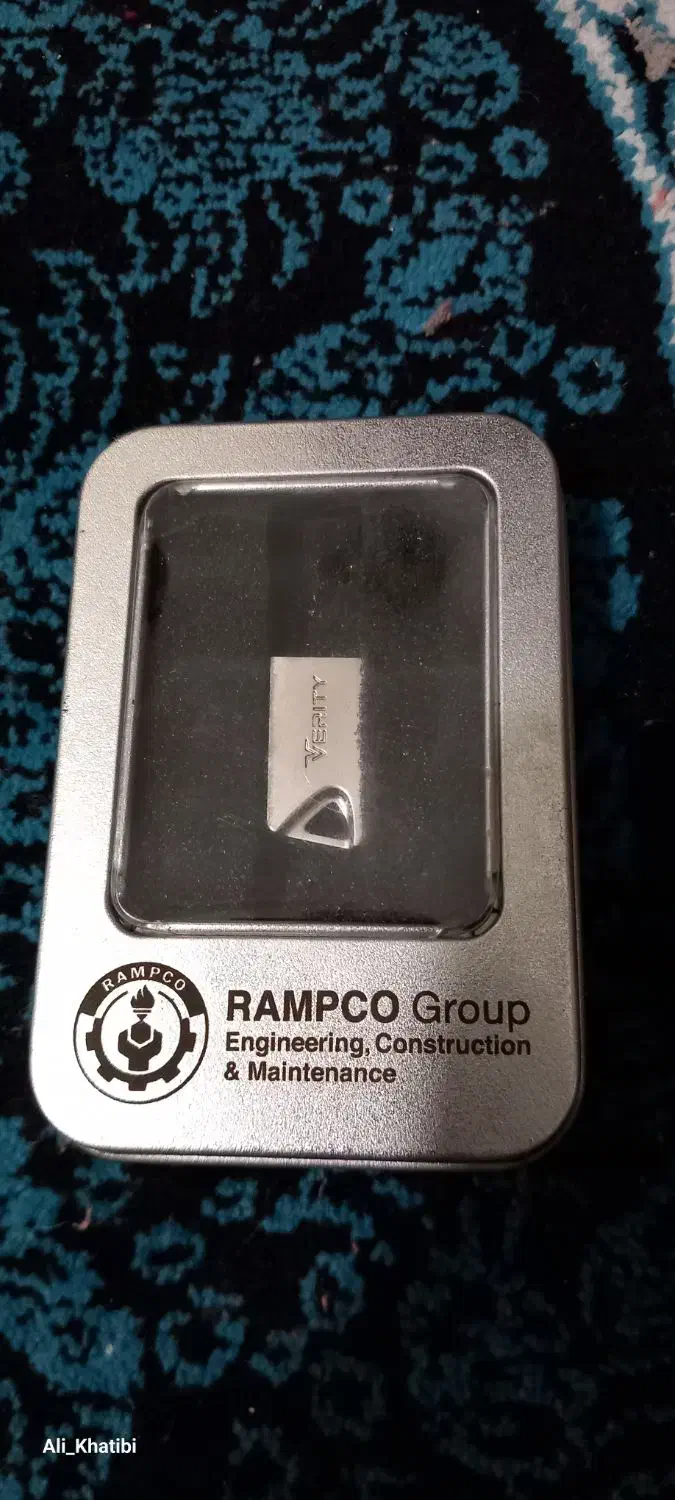 VERITY
RAMPCO
RAMPCO Group
Engineering, Construction
& Maintenance
Ali_Khatibi